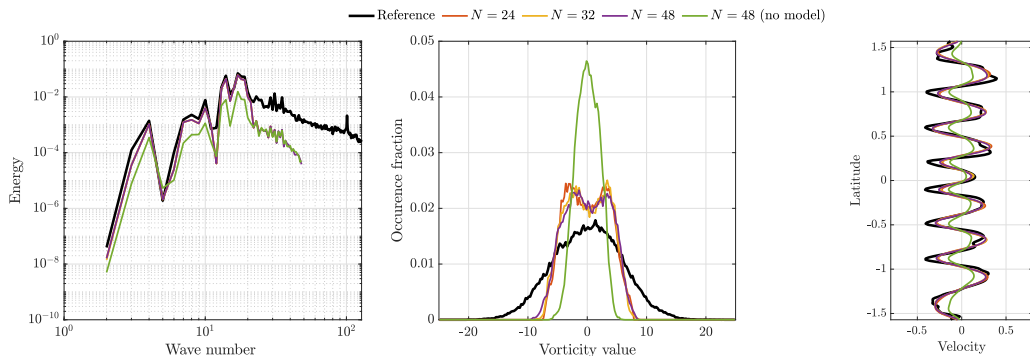 Reference N = 24 N = 32 N = 48 N = 48 (no model)
10^0
10^-2
10^-4
10^-6
10^-8
10^-10
10^0 10^1 10^2
Energy
Wave number
0.05
0.04
0.03
0.02
0.01
0
-20 -10 0 10 20
Occurence fraction
Vorticity value
1.5
1
0.5
0
-0.5
-1
-1.5
-0.5 0 0.5
Latitude
Velocity